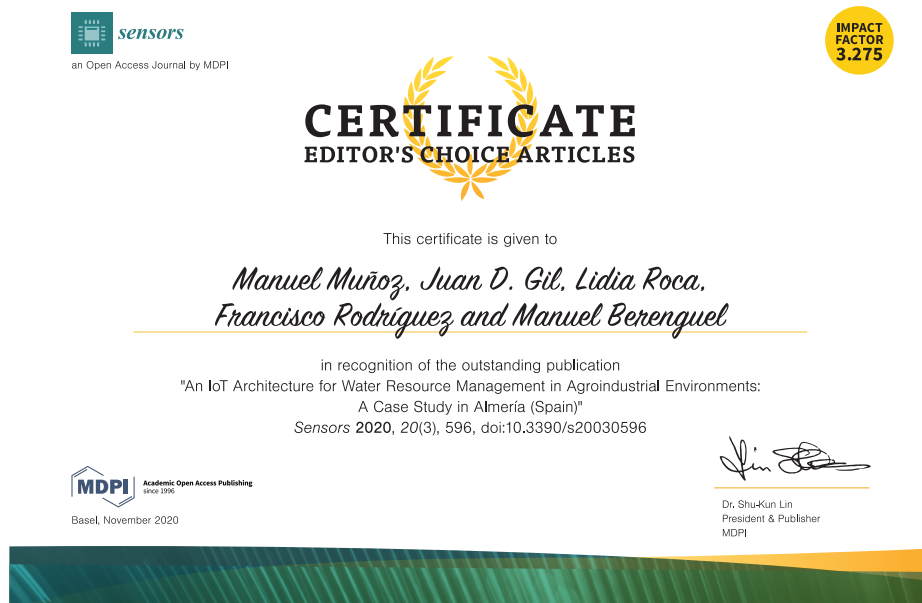 sensors
an Open Access Journal by MDPI
IMPACT
FACTOR
3.275
CERTIFICATE
EDITOR'S CHOICE ARTICLES
This certificate is given to
Manuel Muñoz, Juan D. Gil, Lidia Roca,
Francisco Rodríguez and Manuel Berenguel
in recognition of the outstanding publication
"An IoT Architecture for Water Resource Management in Agroindustrial Environments:
A Case Study in Almería (Spain)"
Sensors 2020, 20(3), 596, doi:10.3390/s20030596
MDPI
Academic Open Access Publishing
since 1996
Basel, November 2020
Dr. Shu-Kun Lin
President & Publisher
MDPI